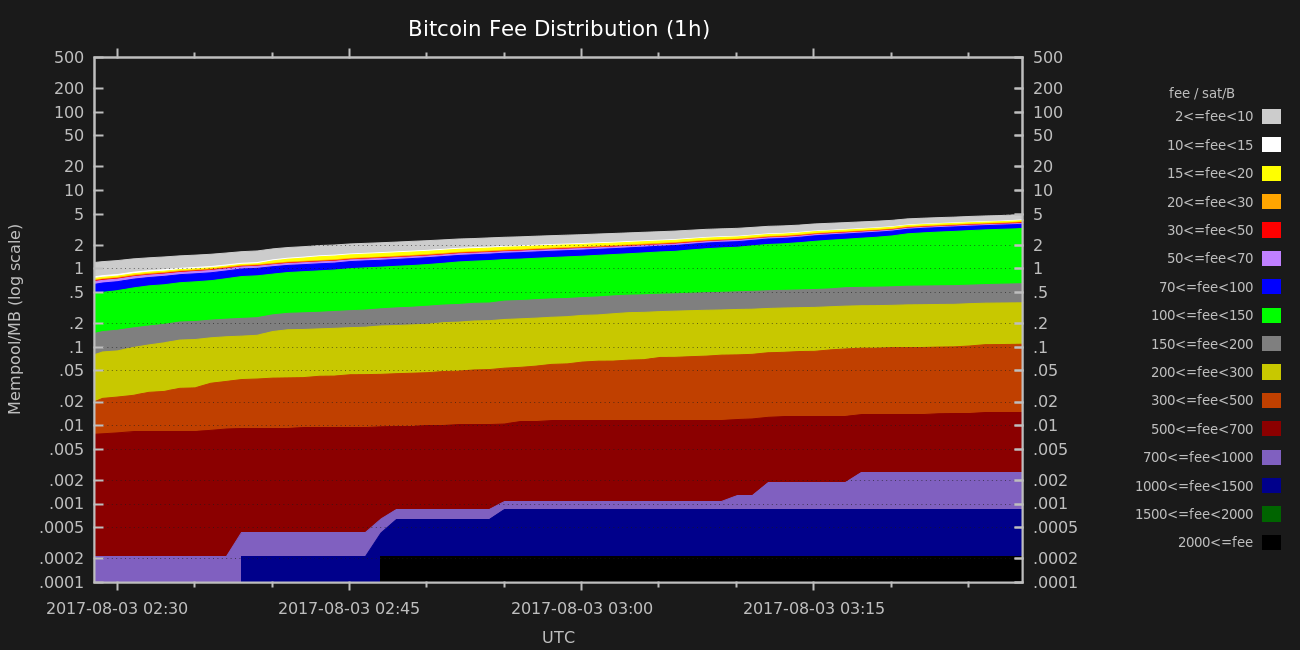 Bitcoin Fee Distribution (1h)
Mempool/MB (log scale)
500
200
100
50
20
10
5
2
1
.5
.2
.1
.05
.02
.01
.005
.002
.001
.0005
.0002
.0001
500
200
100
50
20
10
5
2
1
.5
.2
.1
.05
.02
.01
.005
.002
.001
.0005
.0002
.0001
2017-08-03 02:30 2017-08-03 02:45 2017-08-03 03:00 2017-08-03 03:15
UTC
fee / sat/B
2<=fee<10
10<=fee<15
15<=fee<20
20<=fee<30
30<=fee<50
50<=fee<70
70<=fee<100
100<=fee<150
150<=fee<200
200<=fee<300
300<=fee<500
500<=fee<700
700<=fee<1000
1000<=fee<1500
1500<=fee<2000
2000<=fee